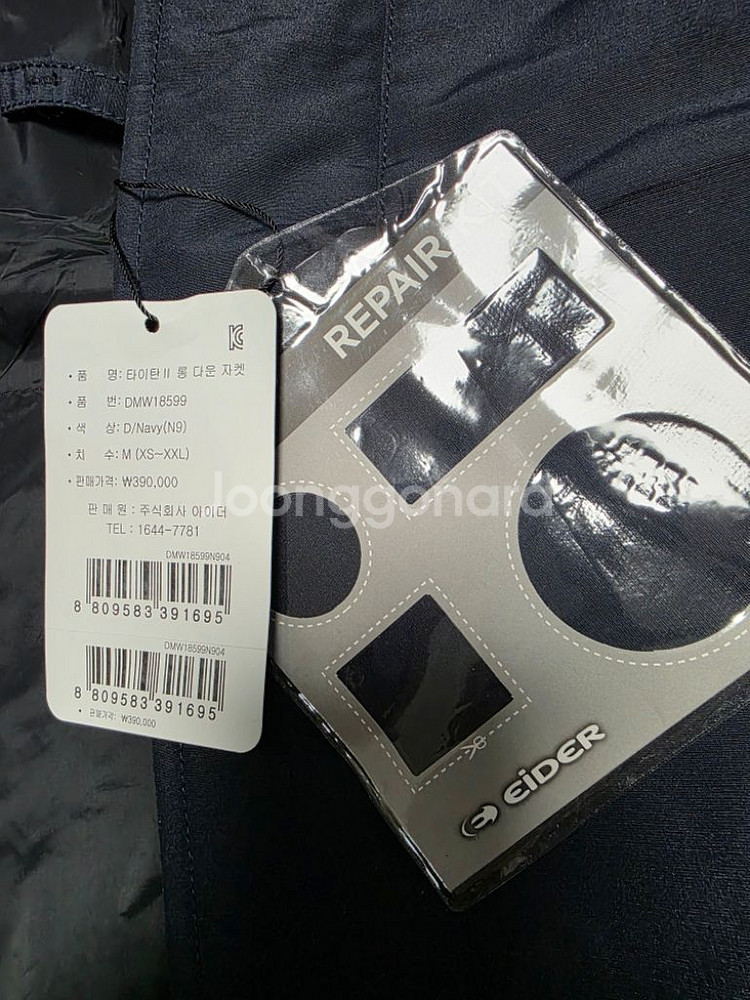 REPAIR KIT
KC
• 품 명: 타이탄Ⅱ 롱 다운 자켓
• 품 번: DMW18599
• 색 상: D/Navy(N9)
• 치 수: M (XS~XXL)
• 판매가격: ₩390,000
판 매 원 : 주식회사 아이더
TEL : 1644-7781
DMW18599N904
8 809583 391695
DMW18599N904
8 809583 391695
• 판매가격: ₩390,000
loonggonara
EIDER